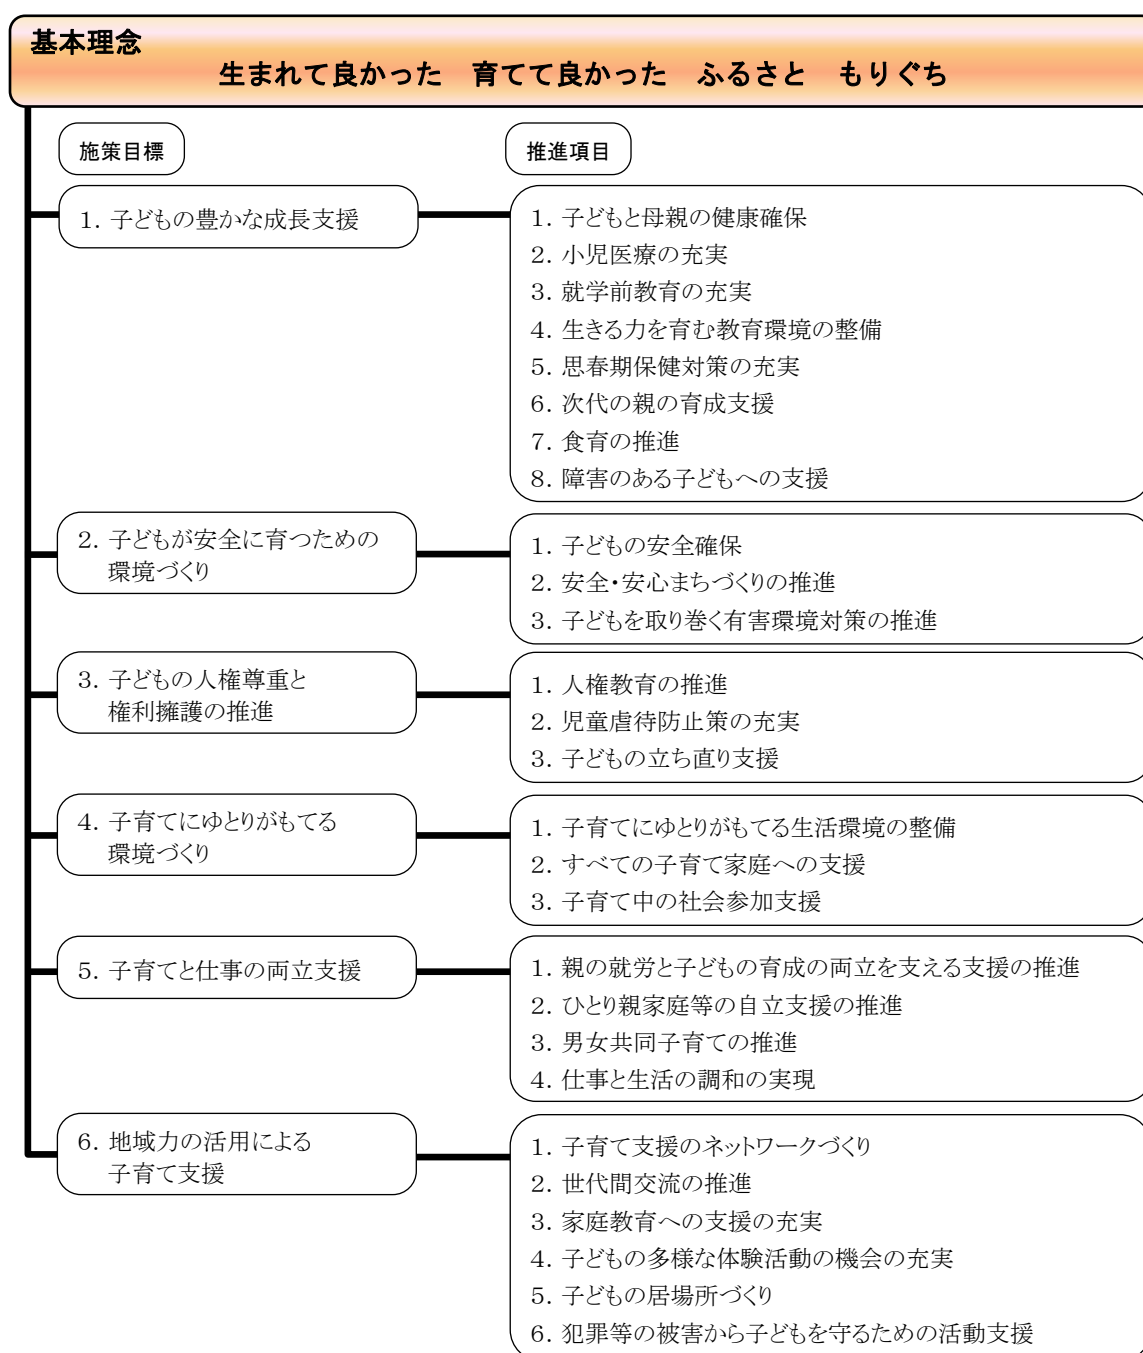 基本理念
生まれて良かった　育てて良かった　ふるさと　もりぐち
施策目標
推進項目
1．子どもの豊かな成長支援
1．子どもと母親の健康確保
2．小児医療の充実
3．就学前教育の充実
4．生きる力を育む教育環境の整備
5．思春期保健対策の充実
6．次代の親の育成支援
7．食育の推進
8．障害のある子どもへの支援
2．子どもが安全に育つための
環境づくり
1．子どもの安全確保
2．安全・安心まちづくりの推進
3．子どもを取り巻く有害環境対策の推進
3．子どもの人権尊重と
権利擁護の推進
1．人権教育の推進
2．児童虐待防止策の充実
3．子どもの立ち直り支援
4．子育てにゆとりがもてる
環境づくり
1．子育てにゆとりがもてる生活環境の整備
2．すべての子育て家庭への支援
3．子育て中の社会参加支援
5．子育てと仕事の両立支援
1．親の就労と子どもの育成の両立を支える支援の推進
2．ひとり親家庭等の自立支援の推進
3．男女共同子育ての推進
4．仕事と生活の調和の実現
6．地域力の活用による
子育て支援
1．子育て支援のネットワークづくり
2．世代間交流の推進
3．家庭教育への支援の充実
4．子どもの多様な体験活動の機会の充実
5．子どもの居場所づくり
6．犯罪等の被害から子どもを守るための活動支援